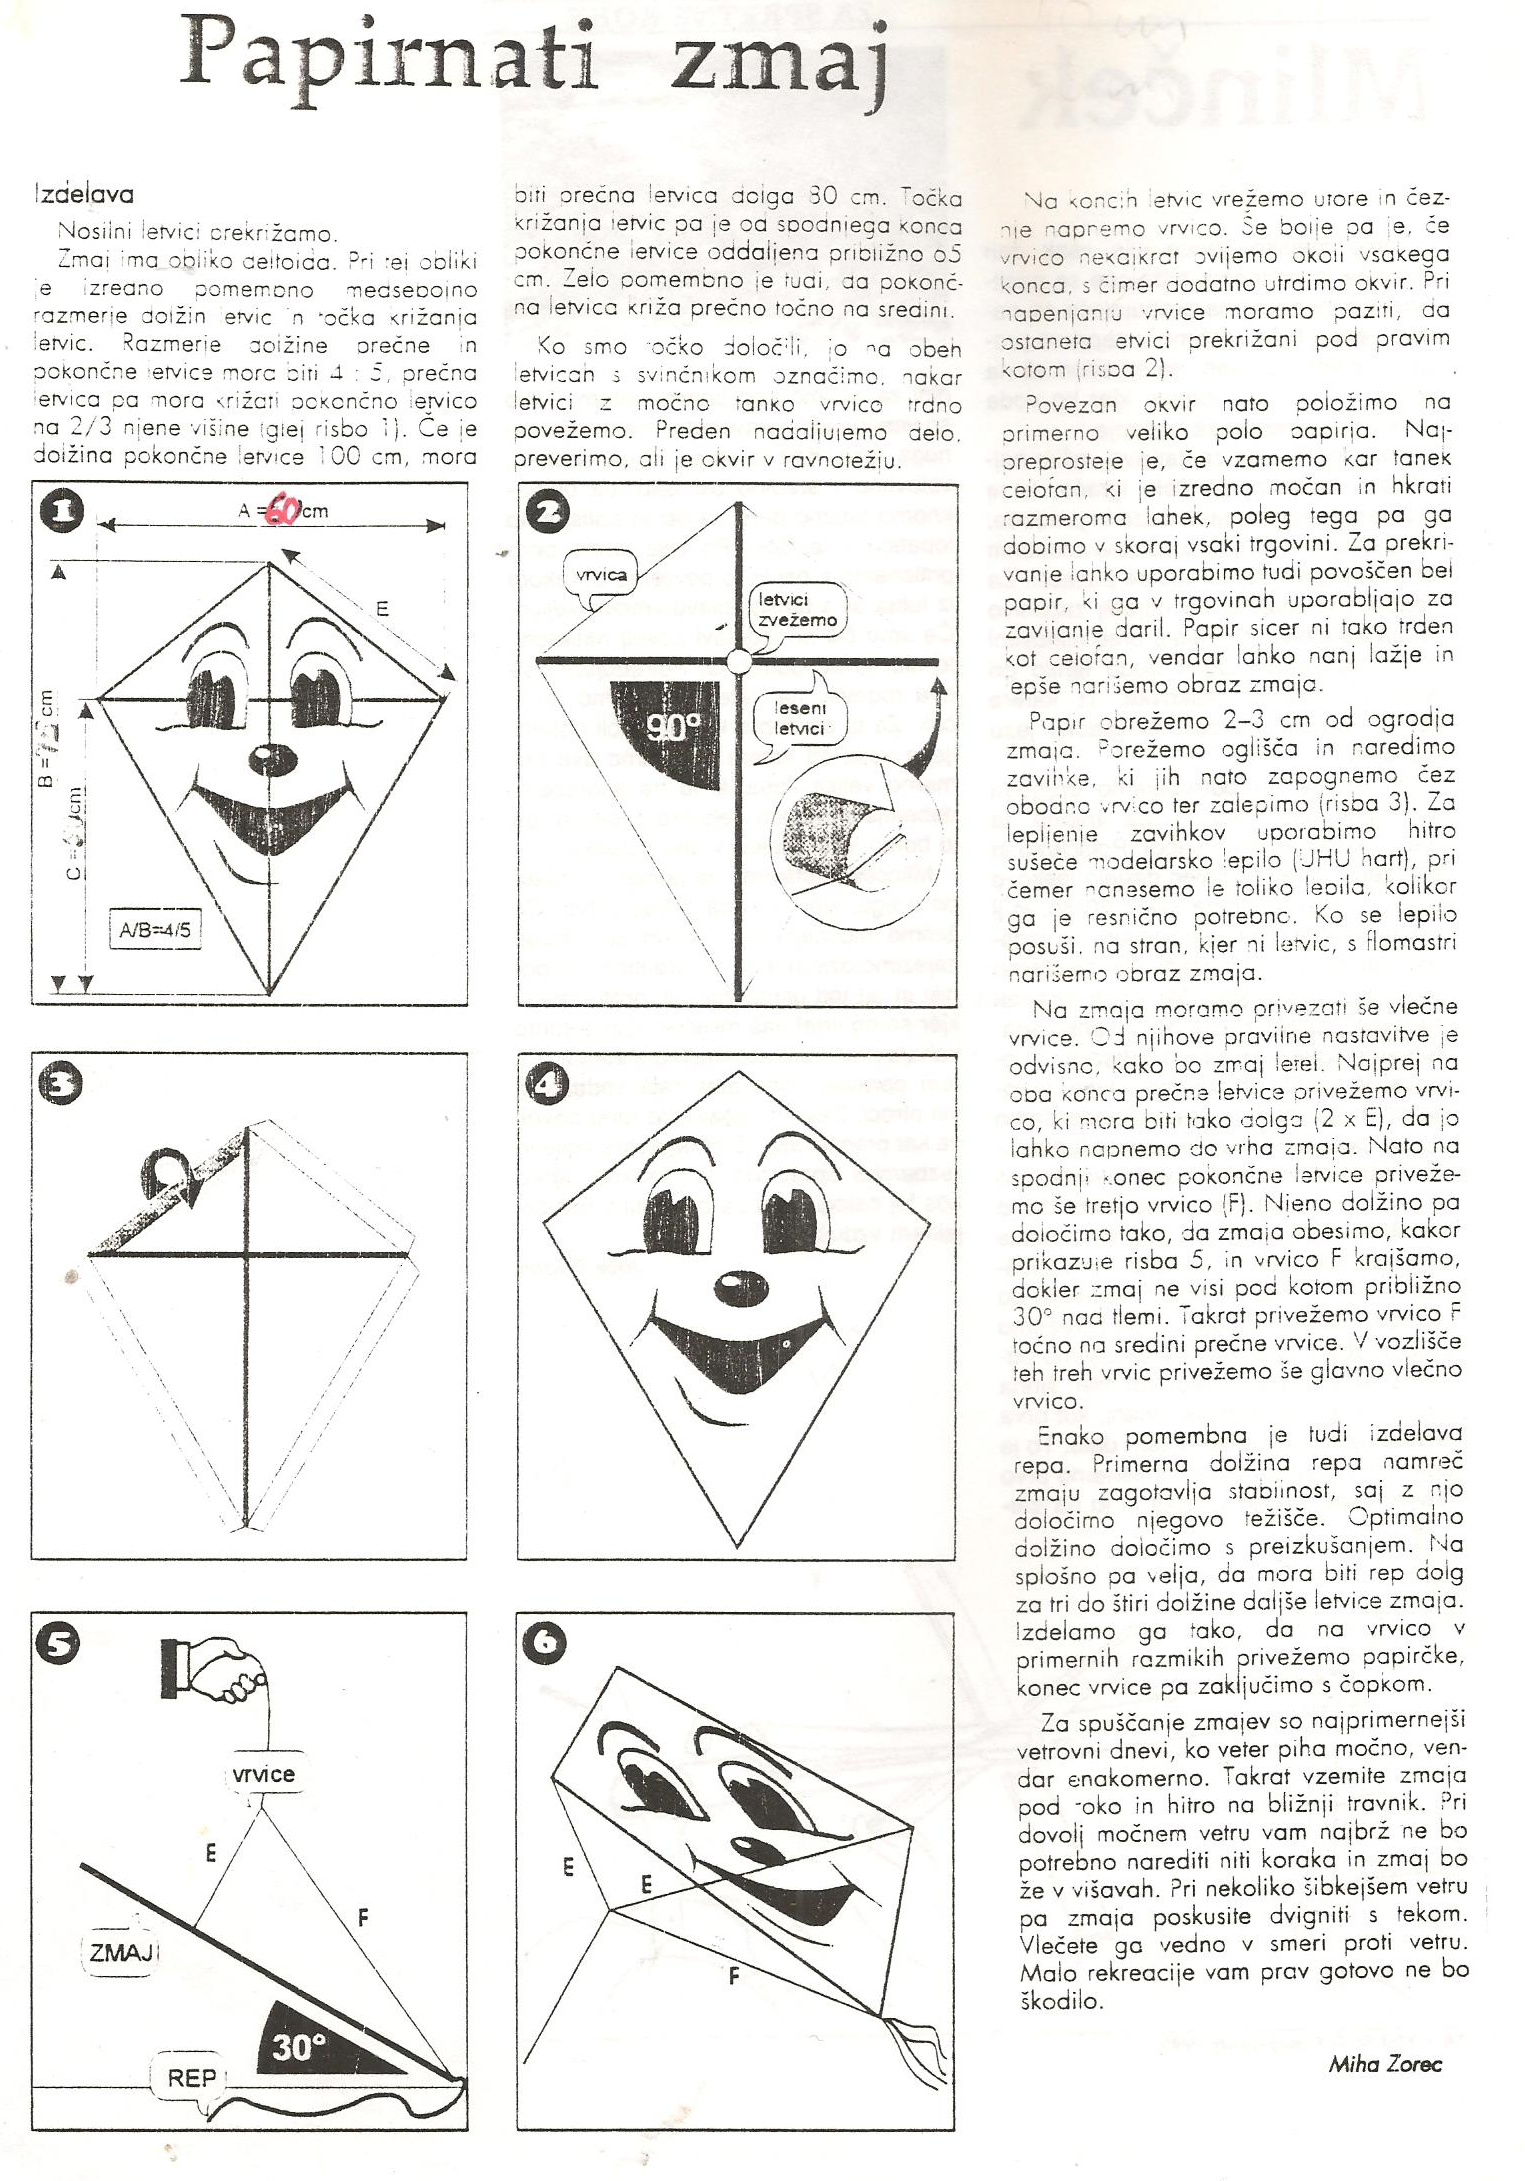 Papirnati zmaj
Izdelava
Nosilni letvici prekrižamo.
Zmaj ima obliko deltoida. Pri tej obliki
je izredno pomembno medsebojno
razmerje dolžin letvic in točka križanja
letvic. Razmerje dolžine prečne in
pokončne letvice mora biti 4 : 5, prečna
letvica pa mora križati pokončno letvico
na 2/3 njene višine (glej risbo 1). Če je
dolžina pokončne letvice 100 cm, mora
biti prečna letvica dolga 80 cm. Točka
križanja letvic pa je od spodnjega konca
pokončne letvice oddaljena približno 65
cm. Zelo pomembno je tudi, da pokonč-
na letvica križa prečno točno na sredini.
Ko smo točko določili, jo na obeh
letvicah s svinčnikom označimo, nakar
letvici z močno tanko vrvico trdno
povežemo. Preden nadaljujemo delo,
preverimo, ali je okvir v ravnotežju.
Na koncih letvic vrežemo utore in čez-
nje napnemo vrvico. Še bolje pa je, če
vrvico nekajkrat ovijemo okoli vsakega
konca, s čimer dodatno utrdimo okvir. Pri
napenjanju vrvice moramo paziti, da
ostaneta letvici prekrižani pod pravim
kotom (risba 2).
Povezan okvir nato položimo na
primerno veliko polo papirja. Naj-
preprosteje je, če vzamemo kar tanek
celofan, ki je izredno močan in hkrati
razmeroma lahek, poleg tega pa ga
dobimo v skoraj vsaki trgovini. Za prekri-
vanje lahko uporabimo tudi povoščen bel
papir, ki ga v trgovinah uporabljajo za
zavijanje daril. Papir sicer ni tako trden
kot celofan, vendar lahko nanj lažje in
lepše narišemo obraz zmaja.
Papir obrežemo 2–3 cm od ogrodja
zmaja. Porežemo oglišča in naredimo
zavihke, ki jih nato zapognemo čez
obodno vrvico ter zalepimo (risba 3). Za
lepljenje zavihkov uporabimo hitro
sušeče modelarsko lepilo (UHU hart), pri
čemer nanesemo le toliko lepila, kolikor
ga je resnično potrebno. Ko se lepilo
posuši, na stran, kjer ni letvic, s flomastri
narišemo obraz zmaja.
Na zmaja moramo privezati še vlečne
vrvice. Od njihove pravilne nastavitve je
odvisno, kako bo zmaj letel. Najprej na
oba konca prečne letvice privežemo vrvi-
co, ki mora biti tako dolga (2 x E), da jo
lahko napnemo do vrha zmaja. Nato na
spodnji konec pokončne letvice priveže-
mo še tretjo vrvico (F). Njeno dolžino pa
določimo tako, da zmaja obesimo, kakor
prikazuje risba 5, in vrvico F krajšamo,
dokler zmaj ne visi pod kotom približno
30° nad tlemi. Takrat privežemo vrvico F
točno na sredini prečne vrvice. V vozlišče
teh treh vrvic privežemo še glavno vlečno
vrvico.
Enako pomembna je tudi izdelava
repa. Primerna dolžina repa namreč
zmaju zagotavlja stabilnost, saj z njo
določimo njegovo težišče. Optimalno
dolžino določimo s preizkušanjem. Na
splošno pa velja, da mora biti rep dolg
za tri do štiri dolžine daljše letvice zmaja.
Izdelamo ga tako, da na vrvico v
primernih razmikih privežemo papirčke,
konec vrvice pa zaključimo s čopkom.
Za spuščanje zmajev so najprimernejši
vetrovni dnevi, ko veter piha močno, ven-
dar enakomerno. Takrat vzemite zmaja
pod roko in hitro na bližnji travnik. Pri
dovolj močnem vetru vam najbrž ne bo
potrebno narediti niti koraka in zmaj bo
že v višavah. Pri nekoliko šibkejšem vetru
pa zmaja poskusite dvigniti s tekom.
Vlečete ga vedno v smeri proti vetru.
Malo rekreacije vam prav gotovo ne bo
škodilo.
Miha Zorec
1
A = 60 cm
E
B = cm
C = cm
A/B=4/5
2
vrvica
letvici
zvežemo
90°
leseni
letvici
3
4
5
vrvice
E
F
ZMAJ
30°
REP
6
E
E
F